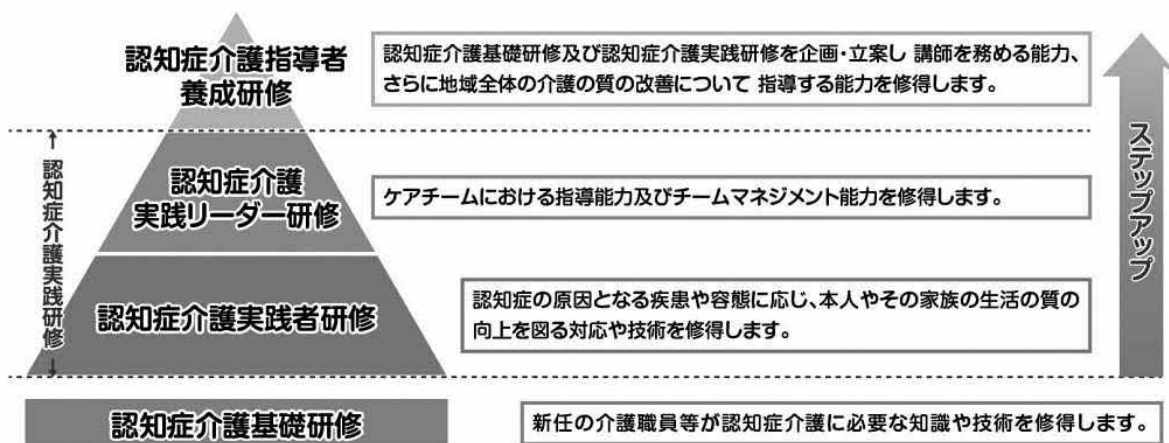 認知症介護指導者
養成研修
認知症介護基礎研修及び認知症介護実践研修を企画・立案し 講師を務める能力、
さらに地域全体の介護の質の改善について 指導する能力を修得します。
認知症介護
実践リーダー研修
ケアチームにおける指導能力及びチームマネジメント能力を修得します。
認知症介護実践者研修
認知症の原因となる疾患や容態に応じ、本人やその家族の生活の質の
向上を図る対応や技術を修得します。
←認知症介護実践研修→
認知症介護基礎研修
新任の介護職員等が認知症介護に必要な知識や技術を修得します。
ステップアップ